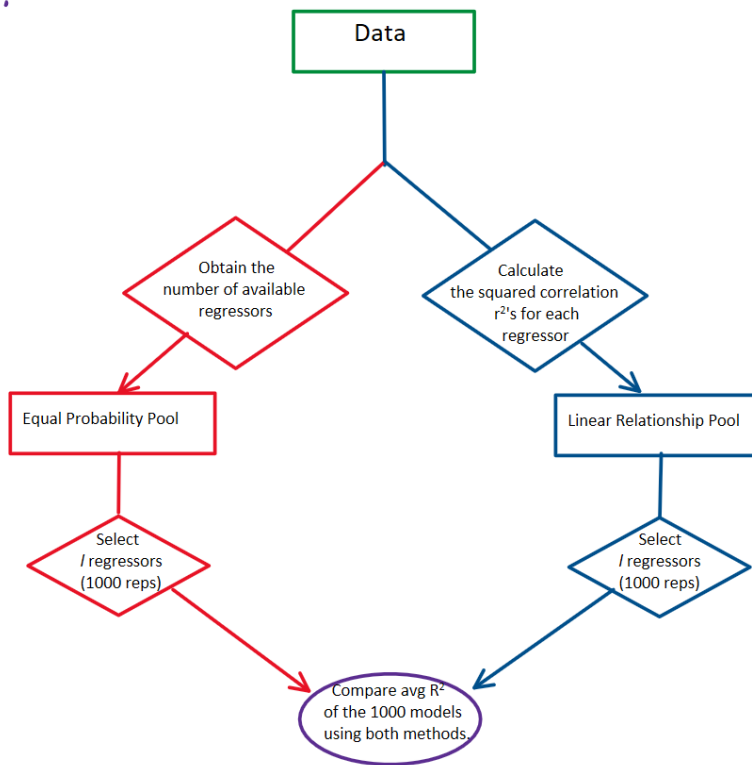 Data
Obtain the
number of available
regressors
Calculate
the squared correlation
r²'s for each
regressor
Equal Probability Pool
Linear Relationship Pool
Select
l regressors
(1000 reps)
Select
l regressors
(1000 reps)
Compare avg R²
of the 1000 models
using both methods.